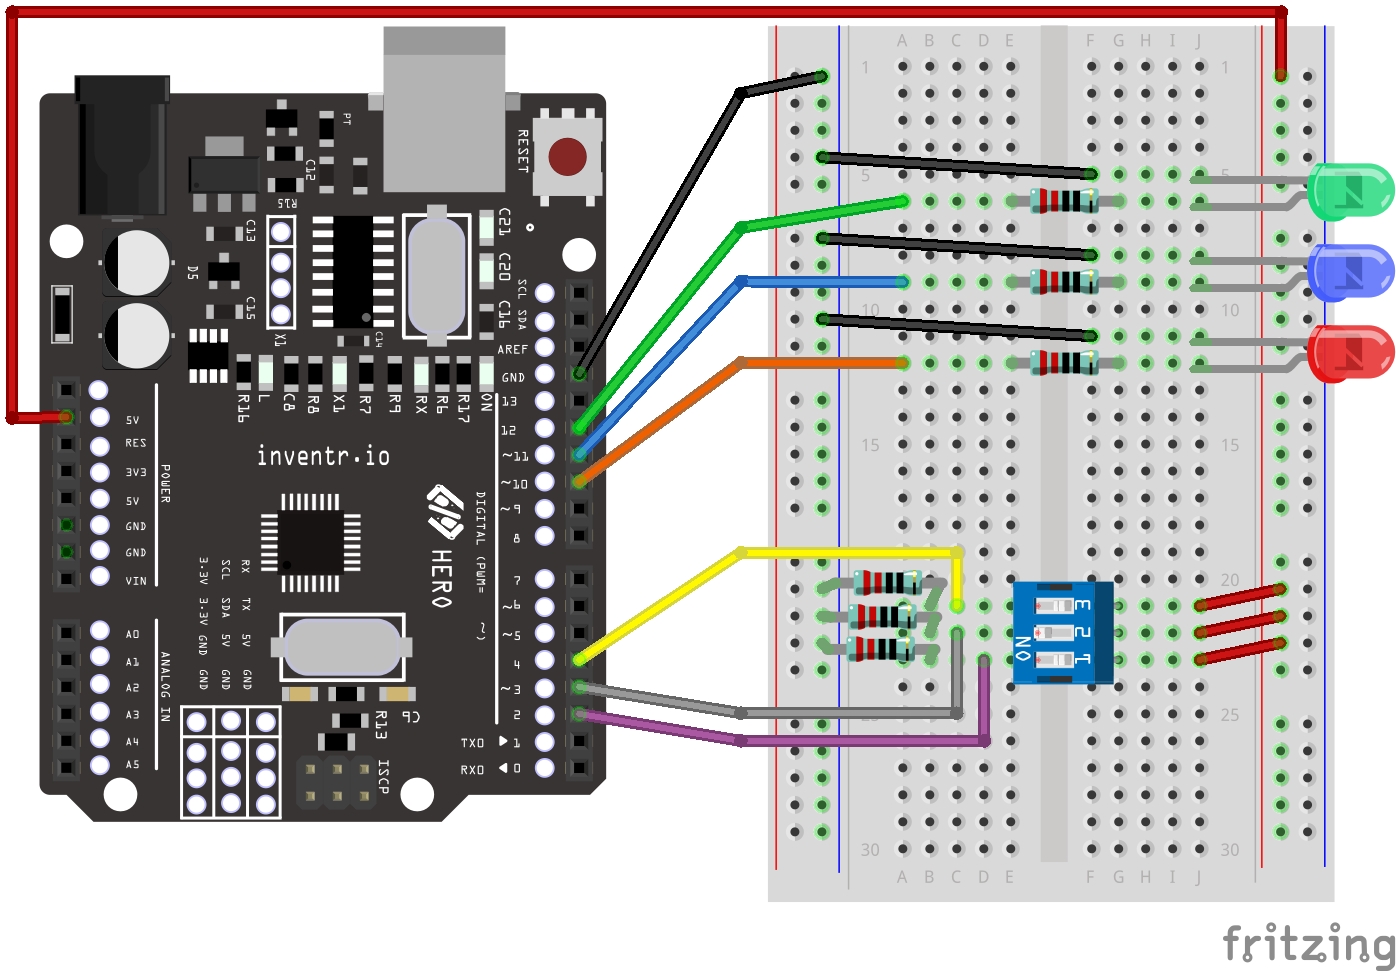 RESET
PT
C12
R15
C13
D5
C15
X1
C21
C20
C16
C14
SCL
SDA
AREF
GND
13
12
~11
~10
~9
8
7
~6
~5
4
~3
2
TX0 ▶ 1
RX0 ◀ 0
R16
L
C8
R8
X1
R7
R9
RX
R6
R17
ON
5V
RES
3V3
5V
GND
GND
VIN
POWER
inventr.io
HERO
DIGITAL (PWM= ~)
3.3V 3.3V GND GND
SCL SDA 5V GND
RX TX 5V GND
A0
A1
A2
A3
A4
A5
ANALOG IN
R13
C9
ISCP
A B C D E F G H I J
1 1
5 5
10 10
15 15
20 20
25 25
30 30
A B C D E F G H I J
ON
1 2 3
fritzing